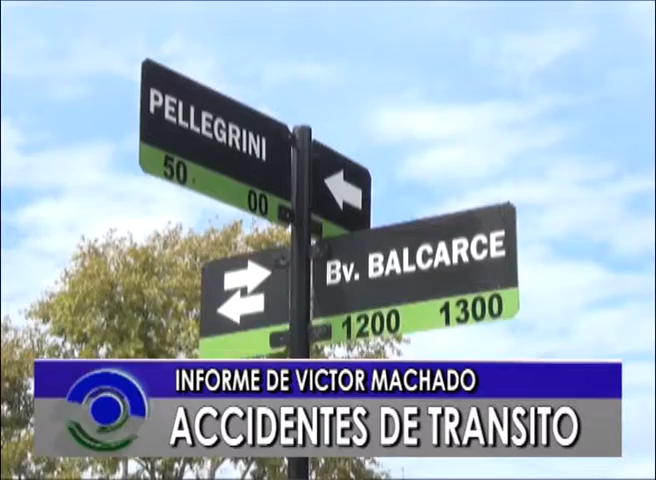 PELLEGRINI
50 00
Bv. BALCARCE
1200 1300
INFORME DE VICTOR MACHADO
ACCIDENTES DE TRANSITO